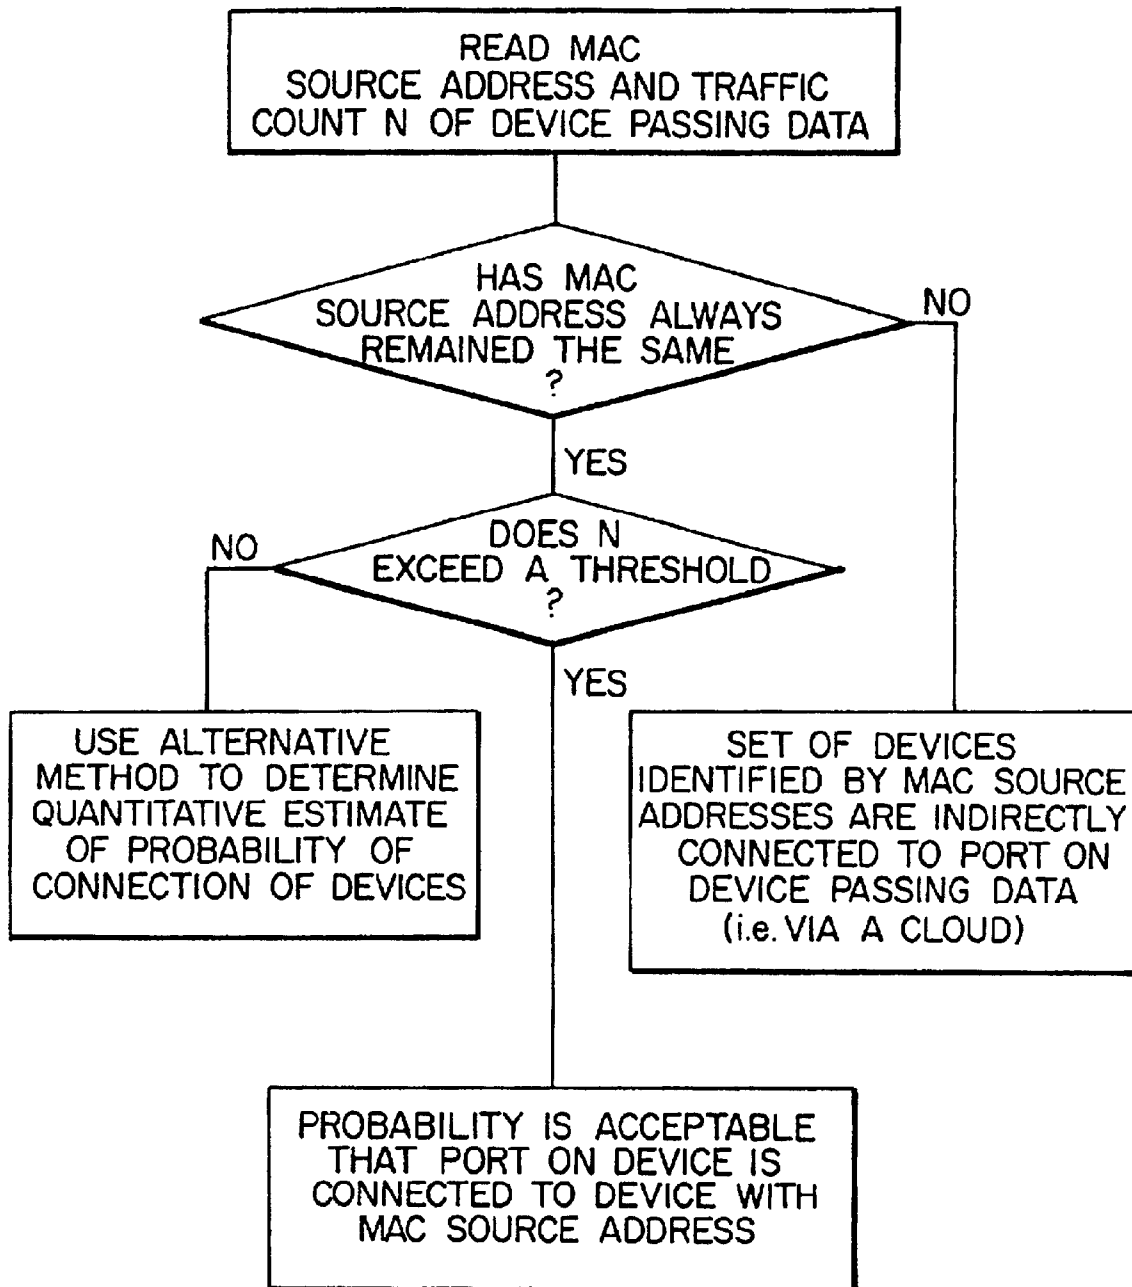 READ MAC
SOURCE ADDRESS AND TRAFFIC
COUNT N OF DEVICE PASSING DATA
HAS MAC
SOURCE ADDRESS ALWAYS
REMAINED THE SAME
?
NO
YES
DOES N
EXCEED A THRESHOLD
?
NO
YES
USE ALTERNATIVE
METHOD TO DETERMINE
QUANTITATIVE ESTIMATE
OF PROBABILITY OF
CONNECTION OF DEVICES
SET OF DEVICES
IDENTIFIED BY MAC SOURCE
ADDRESSES ARE INDIRECTLY
CONNECTED TO PORT ON
DEVICE PASSING DATA
(i.e. VIA A CLOUD)
PROBABILITY IS ACCEPTABLE
THAT PORT ON DEVICE IS
CONNECTED TO DEVICE WITH
MAC SOURCE ADDRESS